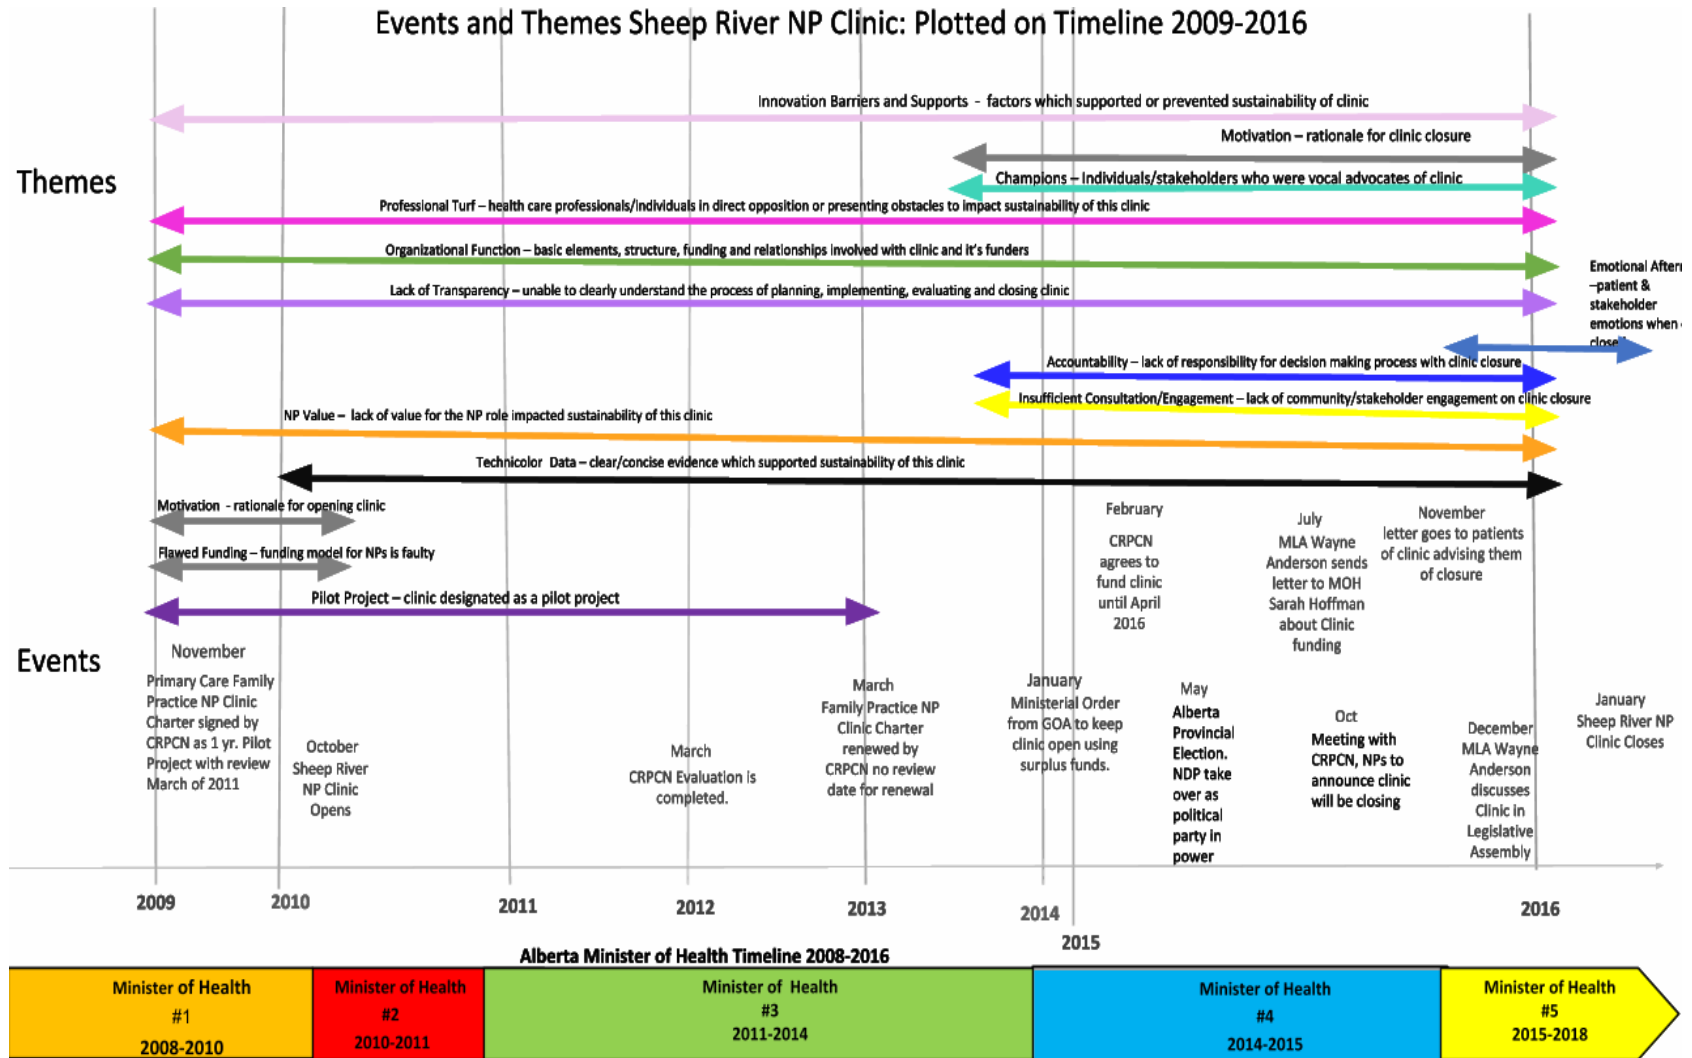 Events and Themes Sheep River NP Clinic: Plotted on Timeline 2009-2016
Innovation Barriers and Supports - factors which supported or prevented sustainability of clinic
Motivation – rationale for clinic closure
Themes
Champions – Individuals/stakeholders who were vocal advocates of clinic
Professional Turf – health care professionals/individuals in direct opposition or presenting obstacles to impact sustainability of this clinic
Organizational Function – basic elements, structure, funding and relationships involved with clinic and it's funders
Lack of Transparency – unable to clearly understand the process of planning, implementing, evaluating and closing clinic
Emotional
–patient &
stakeholder
emotions when
Accountability – lack of responsibility for decision making process with clinic closure
Insufficient Consultation/Engagement – lack of community/stakeholder engagement on clinic closure
NP Value – lack of value for the NP role impacted sustainability of this clinic
Technicolor Data – clear/concise evidence which supported sustainability of this clinic
Motivation - rationale for opening clinic
Flawed Funding – funding model for NPs is faulty
Pilot Project – clinic designated as a pilot project
February
CRPCN
agrees to
fund clinic
until April
2016
July
MLA Wayne
Anderson sends
letter to MOH
Sarah Hoffman
about Clinic
funding
November
letter goes to patients
of clinic advising them
of closure
Events
November
Primary Care Family
Practice NP Clinic
Charter signed by
CRPCN as 1 yr. Pilot
Project with review
March of 2011
October
Sheep River
NP Clinic
Opens
March
CRPCN Evaluation is
completed.
March
Family Practice NP
Clinic Charter
renewed by
CRPCN no review
date for renewal
January
Ministerial Order
from GOA to keep
clinic open using
surplus funds.
May
Alberta
Provincial
Election.
NDP take
over as
political
party in
power
Oct
Meeting with
CRPCN, NPs to
announce clinic
will be closing
December
MLA Wayne
Anderson
discusses
Clinic in
Legislative
Assembly
January
Sheep River NP
Clinic Closes
2009
2010
2011
2012
2013
2014
2015
2016
Alberta Minister of Health Timeline 2008-2016
Minister of Health
#1
2008-2010
Minister of Health
#2
2010-2011
Minister of Health
#3
2011-2014
Minister of Health
#4
2014-2015
Minister of Health
#5
2015-2018